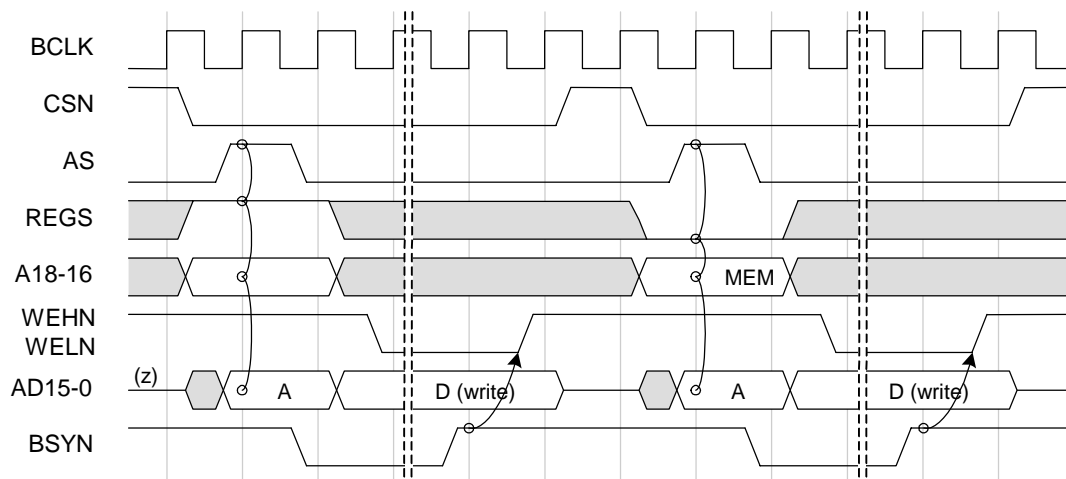 BCLK
CSN
AS
REGS
A18-16 MEM
WEHN
WELN
AD15-0 (z) A D (write) A D (write)
BSYN